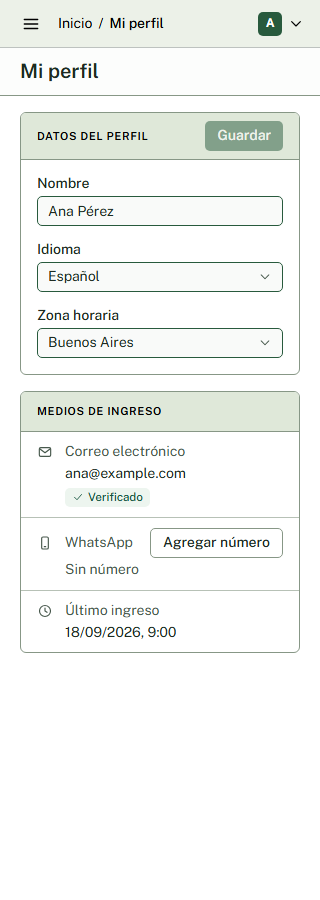 Inicio / Mi perfil
A
Mi perfil
DATOS DEL PERFIL
Guardar
Nombre
Ana Pérez
Idioma
Español
Zona horaria
Buenos Aires
MEDIOS DE INGRESO
Correo electrónico
ana@example.com
Verificado
WhatsApp
Agregar número
Sin número
Último ingreso
18/09/2026, 9:00